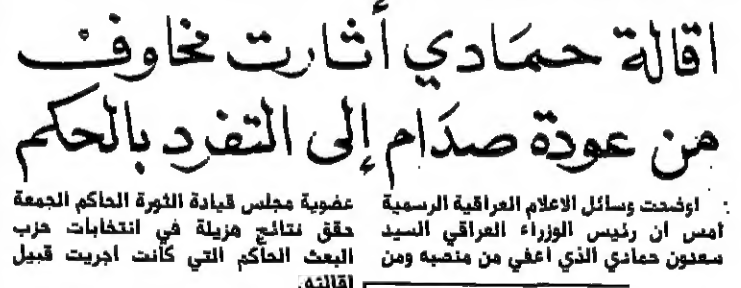 اقالة حمادي أثارت مخاوف
من عودة صدام إلى التفرد بالحكم
اوضحت وسائل الاعلام العراقية الرسمية
امس ان رئيس الوزراء العراقي السيد
سعدون حمادي الذي اعفي من منصبه ومن
عضوية مجلس قيادة الثورة الحاكم الجمعة
حقق نتائج هزيلة في انتخابات حزب
البعث الحاكم التي كانت اجريت قبيل
اقالته.